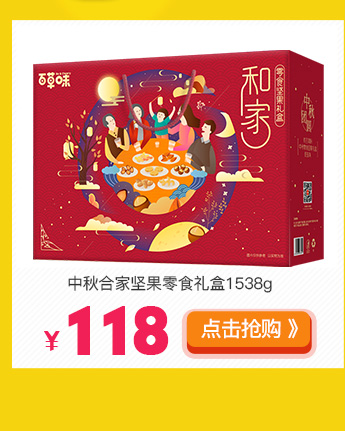 百草味
和家
零食坚果礼盒
中秋
团圆
中秋合家坚果零食礼盒1538g
¥118
点击抢购》